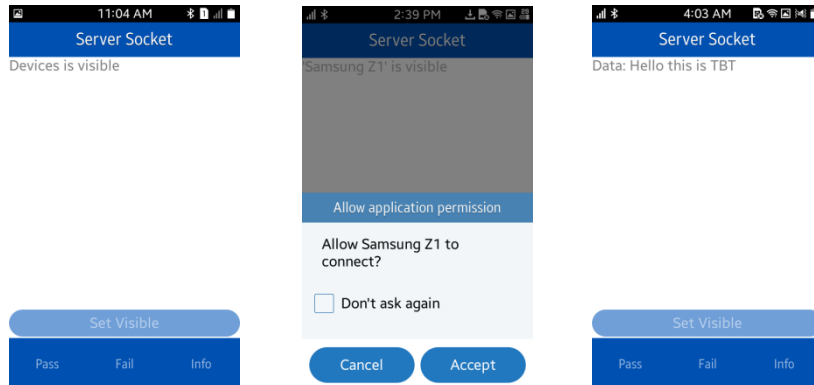 11:04 AM
Server Socket
Devices is visible
Set Visible
Pass Fail Info
2:39 PM
Server Socket
'Samsung Z1' is visible
Allow application permission
Allow Samsung Z1 to
connect?
Don't ask again
Cancel Accept
4:03 AM
Server Socket
Data: Hello this is TBT
Set Visible
Pass Fail Info